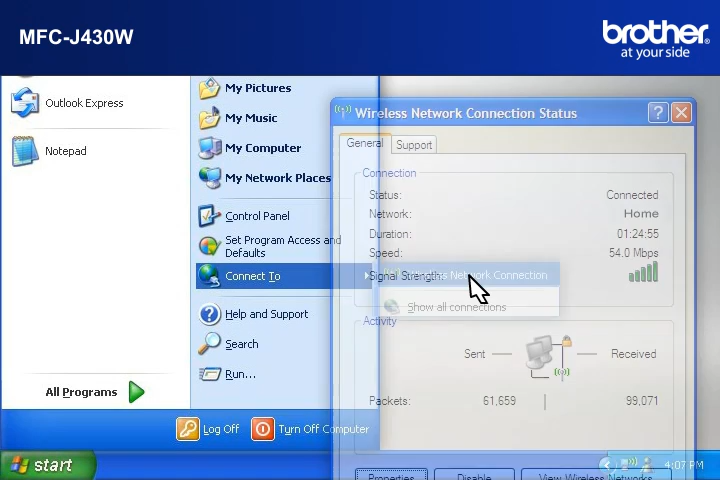 MFC-J430W
brother
at your side
Outlook Express
Notepad
All Programs
My Pictures
My Music
My Computer
My Network Places
Control Panel
Set Program Access and
Defaults
Connect To
Help and Support
Search
Run...
Log Off
Turn Off Computer
start
Wireless Network Connection
Show all connections
Wireless Network Connection Status
General
Support
Connection
Status: Connected
Network: Home
Duration: 01:24:55
Speed: 54.0 Mbps
Signal Strength:
Activity
Sent
Received
Packets: 61,659 99,071
Properties
Disable
View Wireless Networks
4:07 PM